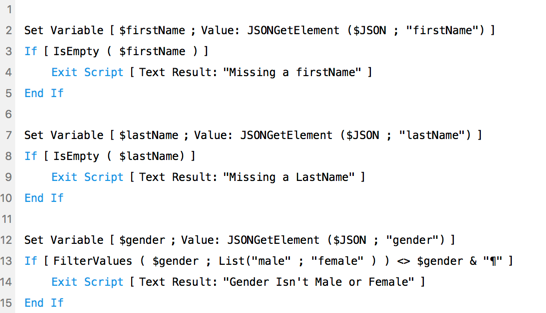 1
2 Set Variable [ $firstName ; Value: JSONGetElement ($JSON ; "firstName") ]
3 If [ IsEmpty ( $firstName ) ]
4 Exit Script [ Text Result: "Missing a firstName" ]
5 End If
6
7 Set Variable [ $lastName ; Value: JSONGetElement ($JSON ; "lastName") ]
8 If [ IsEmpty ( $lastName) ]
9 Exit Script [ Text Result: "Missing a LastName" ]
10 End If
11
12 Set Variable [ $gender ; Value: JSONGetElement ($JSON ; "gender") ]
13 If [ FilterValues ( $gender ; List("male" ; "female" ) ) <> $gender & "¶" ]
14 Exit Script [ Text Result: "Gender Isn't Male or Female" ]
15 End If